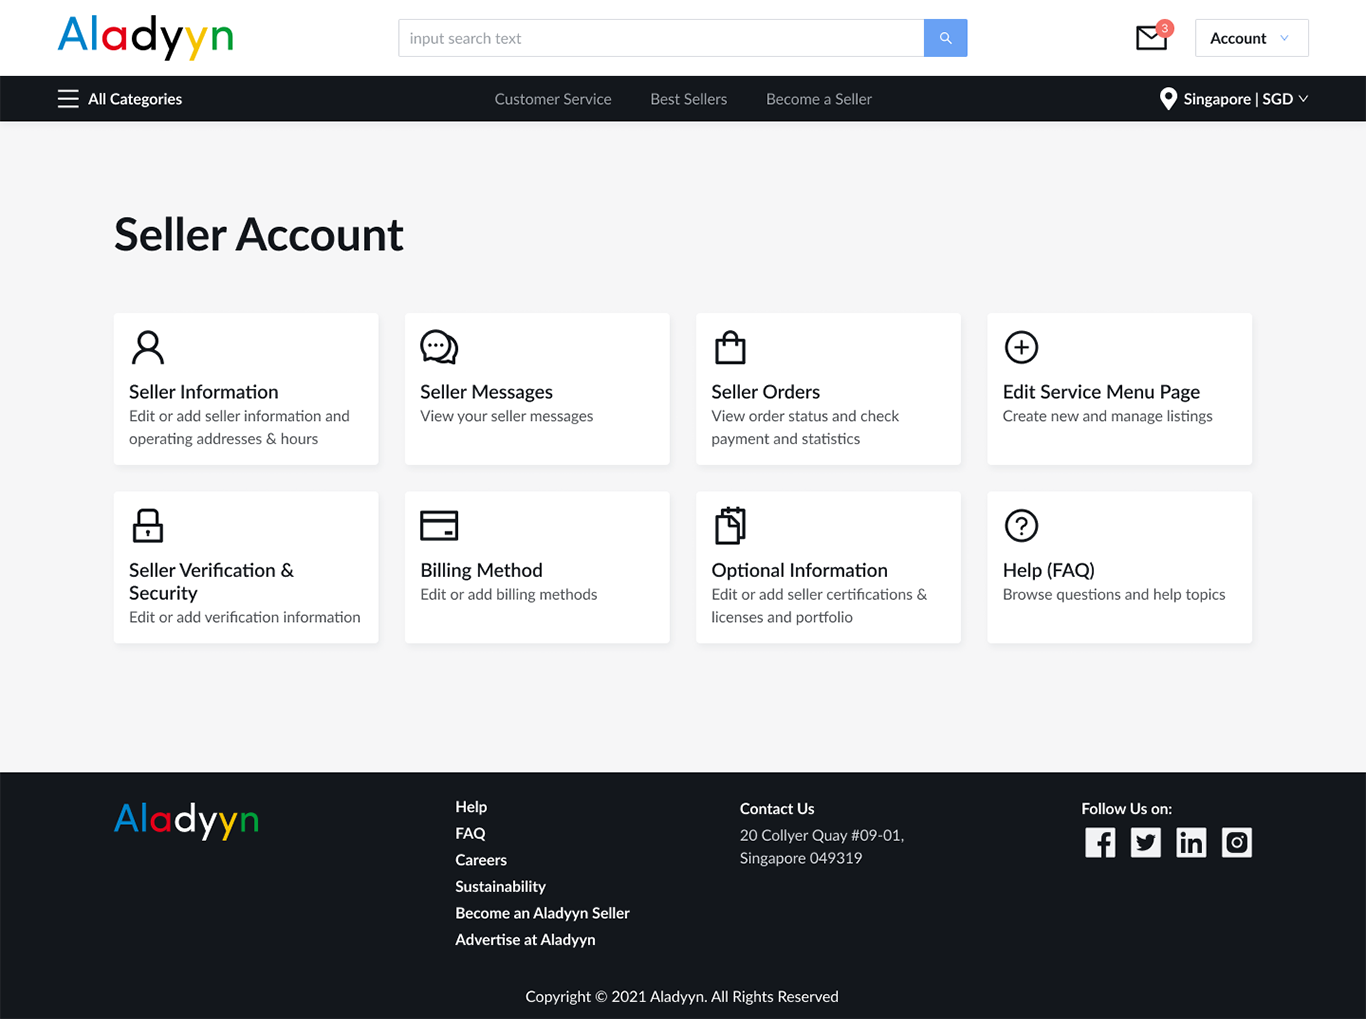 Aladyyn
input search text
3
Account
All Categories
Customer Service
Best Sellers
Become a Seller
Singapore | SGD
Seller Account
Seller Information
Edit or add seller information and
operating addresses & hours
Seller Messages
View your seller messages
Seller Orders
View order status and check
payment and statistics
Edit Service Menu Page
Create new and manage listings
Seller Verification &
Security
Edit or add verification information
Billing Method
Edit or add billing methods
Optional Information
Edit or add seller certifications &
licenses and portfolio
Help (FAQ)
Browse questions and help topics
Aladyyn
Help
FAQ
Careers
Sustainability
Become an Aladyyn Seller
Advertise at Aladyyn
Contact Us
20 Collyer Quay #09-01,
Singapore 049319
Follow Us on:
Copyright © 2021 Aladyyn. All Rights Reserved